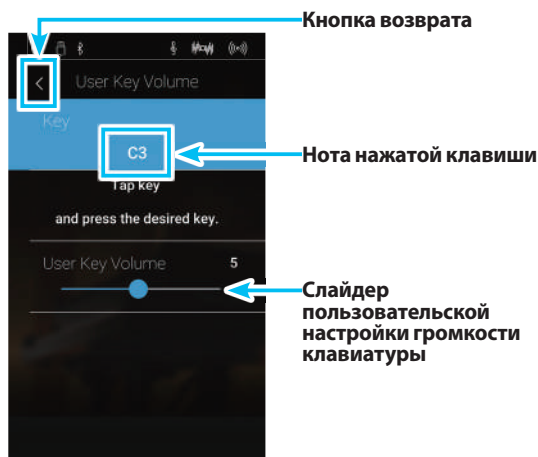 Кнопка возврата
User Key Volume
Key
C3
Нота нажатой клавиши
Tap key
and press the desired key.
User Key Volume 5
Слайдер
пользовательской
настройки громкости
клавиатуры